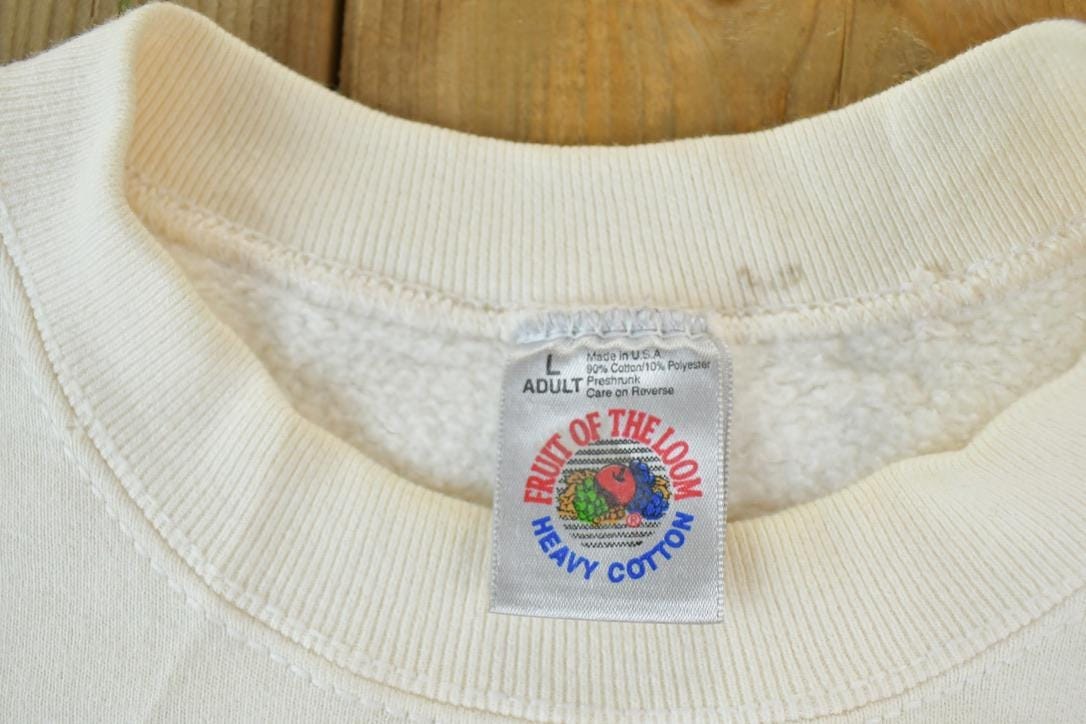 L
ADULT
Made in U.S.A.
90% Cotton/10% Polyester
Preshrunk
Care on Reverse
FRUIT OF THE LOOM
®
HEAVY COTTON